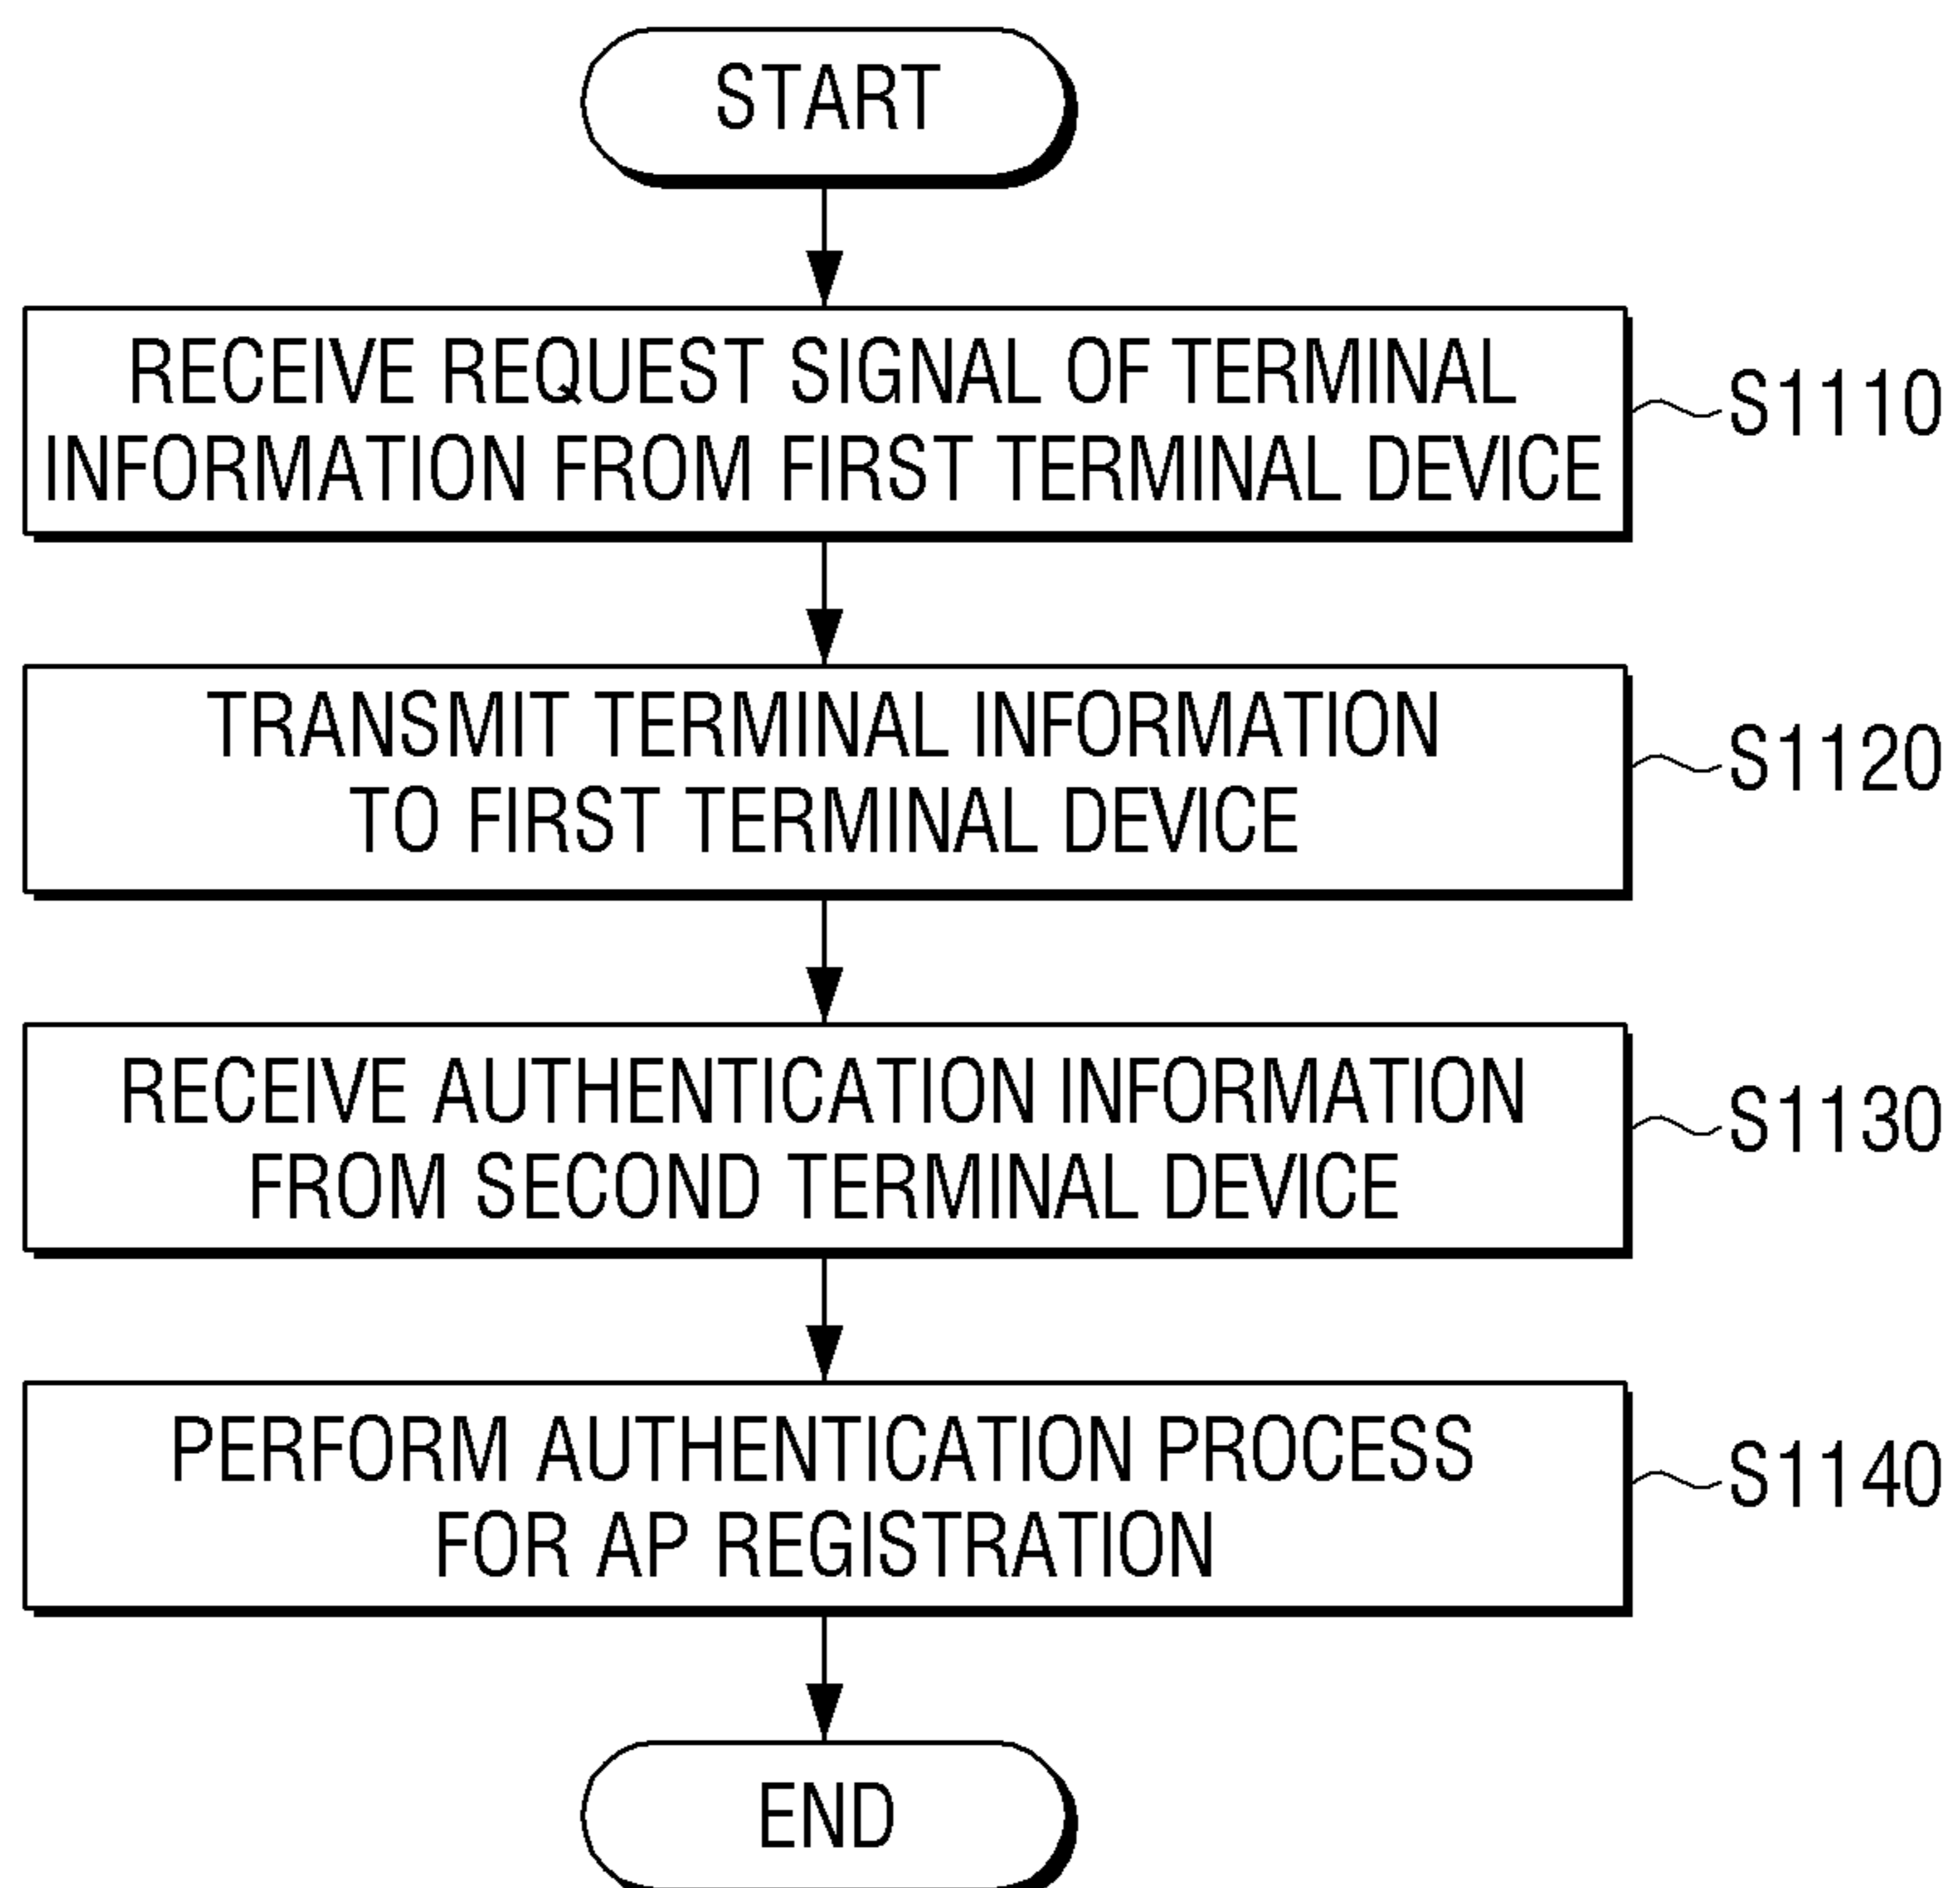 START
RECEIVE REQUEST SIGNAL OF TERMINAL
INFORMATION FROM FIRST TERMINAL DEVICE
S1110
TRANSMIT TERMINAL INFORMATION
TO FIRST TERMINAL DEVICE
S1120
RECEIVE AUTHENTICATION INFORMATION
FROM SECOND TERMINAL DEVICE
S1130
PERFORM AUTHENTICATION PROCESS
FOR AP REGISTRATION
S1140
END